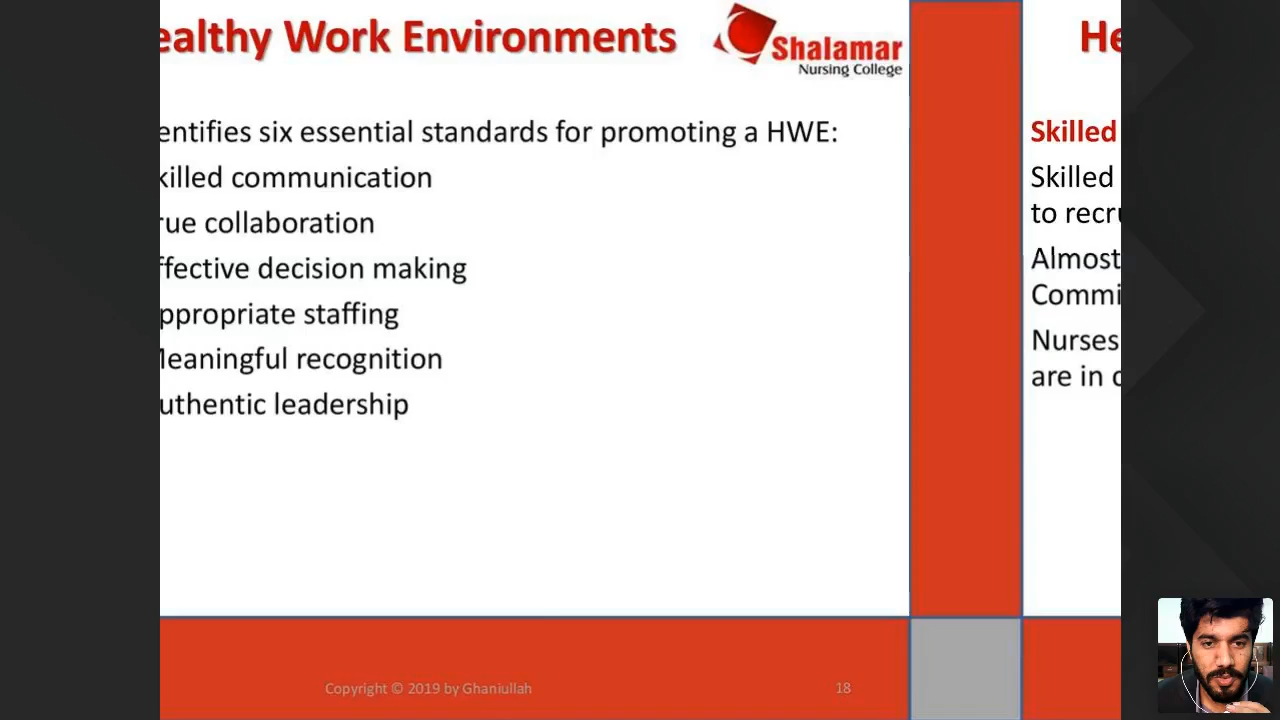 ealthy Work Environments
Shalamar
Nursing College
entifies six essential standards for promoting a HWE:
killed communication
rue collaboration
ffective decision making
ppropriate staffing
eaningful recognition
uthentic leadership
Copyright © 2019 by Ghaniullah
18
He
Skilled
Skilled
to recru
Almost
Commi
Nurses
are in c